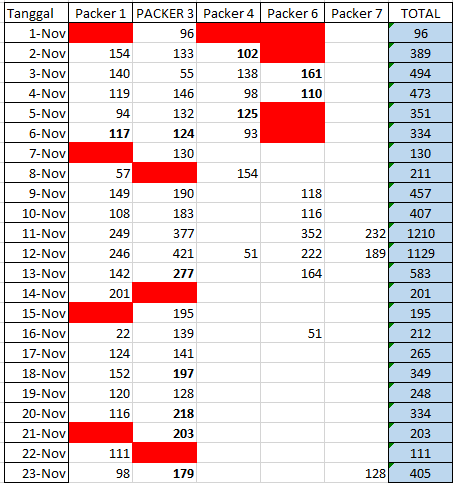 Tanggal Packer 1 PACKER 3 Packer 4 Packer 6 Packer 7 TOTAL
1-Nov 96 96
2-Nov 154 133 102 389
3-Nov 140 55 138 161 494
4-Nov 119 146 98 110 473
5-Nov 94 132 125 351
6-Nov 117 124 93 334
7-Nov 130 130
8-Nov 57 154 211
9-Nov 149 190 118 457
10-Nov 108 183 116 407
11-Nov 249 377 352 232 1210
12-Nov 246 421 51 222 189 1129
13-Nov 142 277 164 583
14-Nov 201 201
15-Nov 195 195
16-Nov 22 139 51 212
17-Nov 124 141 265
18-Nov 152 197 349
19-Nov 120 128 248
20-Nov 116 218 334
21-Nov 203 203
22-Nov 111 111
23-Nov 98 179 128 405